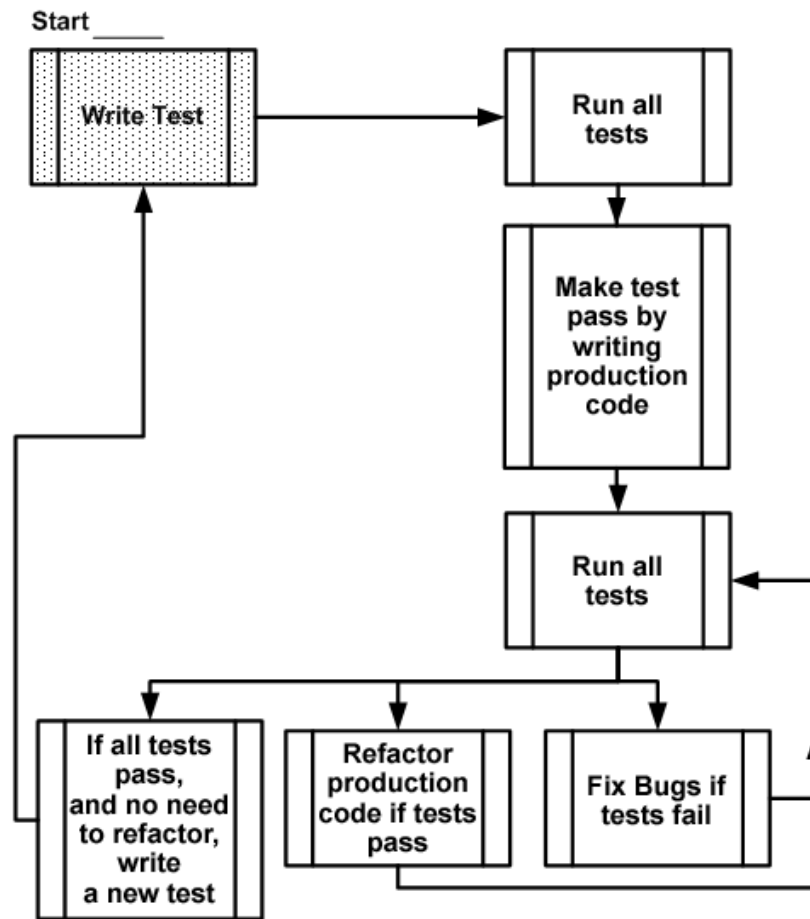 Start
Write Test
Run all
tests
Make test
pass by
writing
production
code
Run all
tests
If all tests
pass,
and no need
to refactor,
write
a new test
Refactor
production
code if tests
pass
Fix Bugs if
tests fail